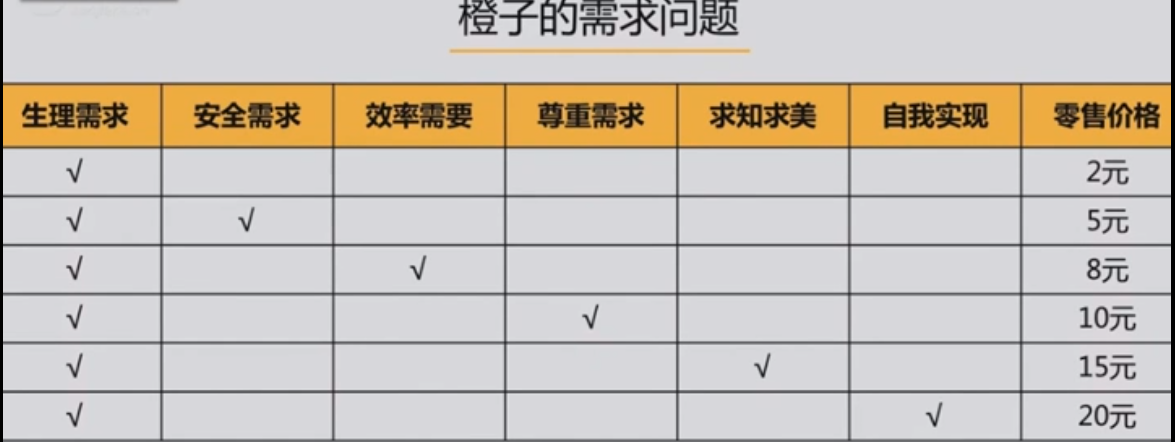 橙子的需求问题
生理需求 安全需求 效率需要 尊重需求 求知求美 自我实现 零售价格
√ 2元
√ √ 5元
√ √ 8元
√ √ 10元
√ √ 15元
√ √ 20元